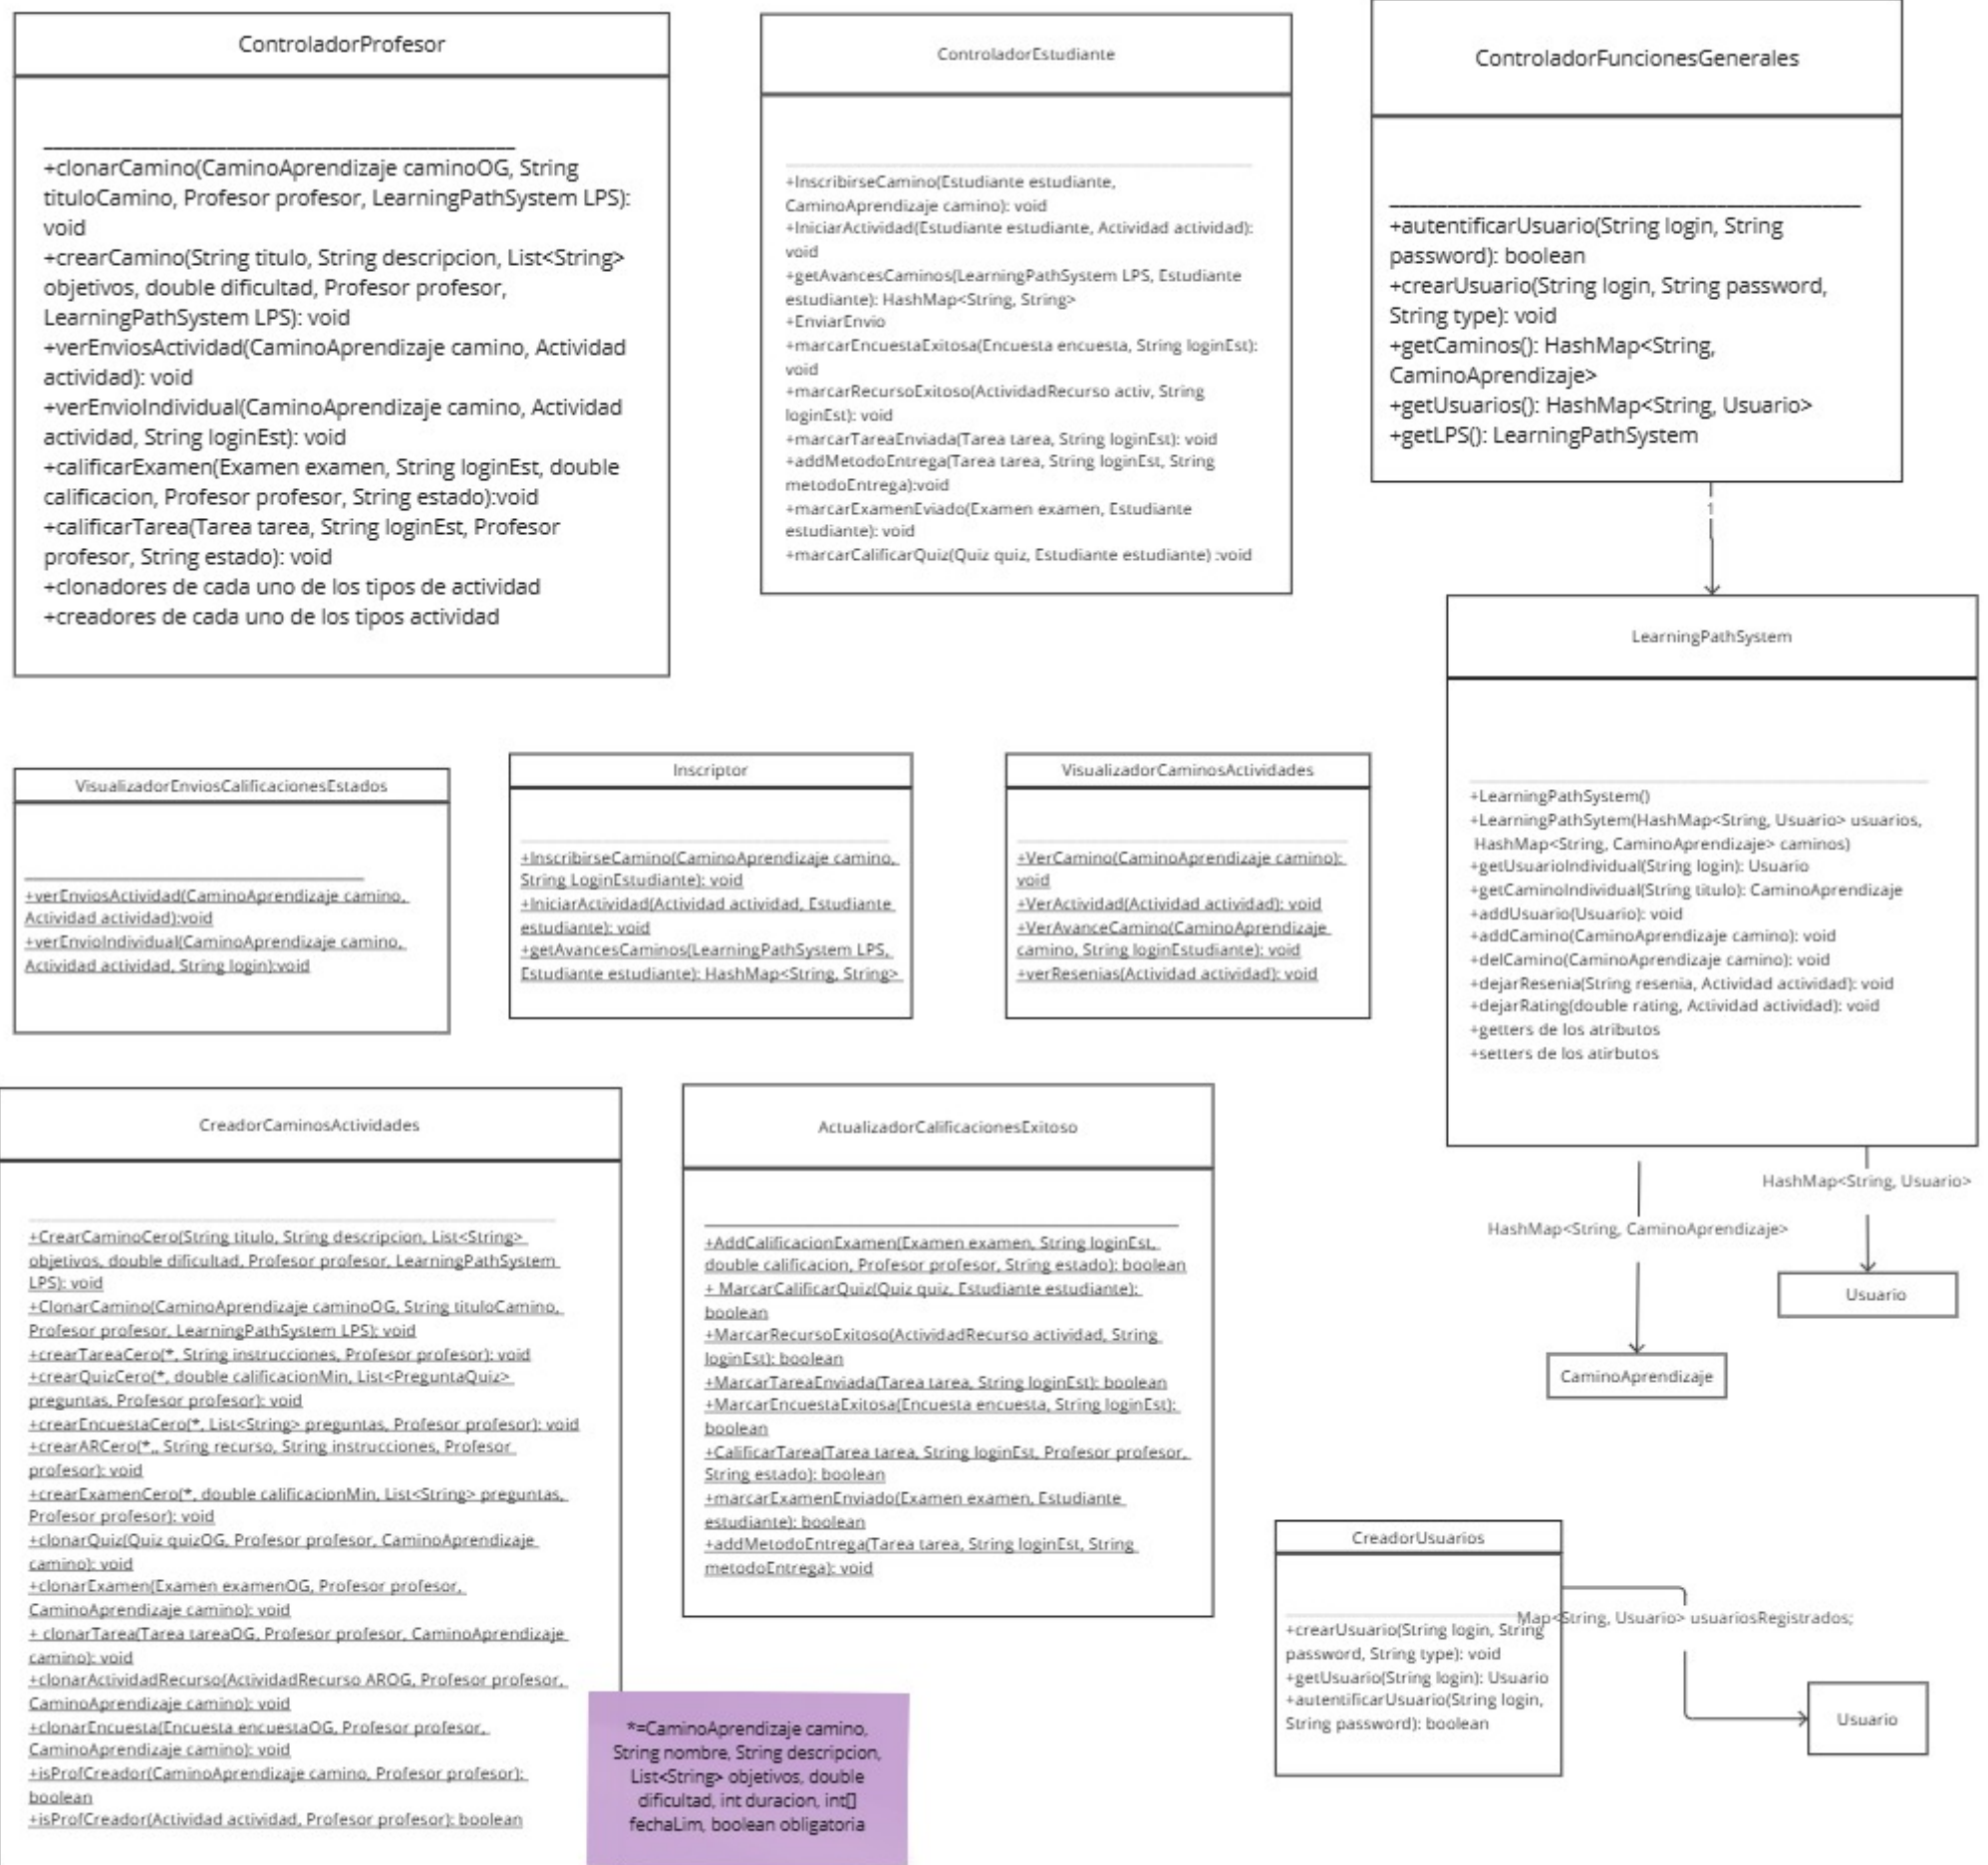 ControladorProfesor
+clonarCamino(CaminoAprendizaje caminoOG, String
tituloCamino, Profesor profesor, LearningPathSystem LPS):
void
+crearCamino(String titulo, String descripcion, List<String>
objetivos, double dificultad, Profesor profesor,
LearningPathSystem LPS): void
+verEnviosActividad(CaminoAprendizaje camino, Actividad
actividad): void
+verEnvioIndividual(CaminoAprendizaje camino, Actividad
actividad, String loginEst): void
+calificarExamen(Examen examen, String loginEst, double
calificacion, Profesor profesor, String estado):void
+calificarTarea(Tarea tarea, String loginEst, Profesor
profesor, String estado): void
+clonadores de cada uno de los tipos de actividad
+creadores de cada uno de los tipos actividad
ControladorEstudiante
+InscribirseCamino(Estudiante estudiante,
CaminoAprendizaje camino): void
+IniciarActividad(Estudiante estudiante, Actividad actividad):
void
+getAvancesCaminos(LearningPathSystem LPS, Estudiante
estudiante): HashMap<String, String>
+EnviarEnvio
+marcarEncuestaExitosa(Encuesta encuesta, String loginEst):
void
+marcarRecursoExitoso(ActividadRecurso activ, String
loginEst): void
+marcarTareaEnviada(Tarea tarea, String loginEst): void
+addMetodoEntrega(Tarea tarea, String loginEst, String
metodoEntrega):void
+marcarExamenEviado(Examen examen, Estudiante
estudiante): void
+marcarCalificarQuiz(Quiz quiz, Estudiante estudiante) :void
ControladorFuncionesGenerales
+autentificarUsuario(String login, String
password): boolean
+crearUsuario(String login, String password,
String type): void
+getCaminos(): HashMap<String,
CaminoAprendizaje>
+getUsuarios(): HashMap<String, Usuario>
+getLPS(): LearningPathSystem
1
LearningPathSystem
+LearningPathSystem()
+LearningPathSytem(HashMap<String, Usuario> usuarios,
HashMap<String, CaminoAprendizaje> caminos)
+getUsuarioIndividual(String login): Usuario
+getCaminoIndividual(String titulo): CaminoAprendizaje
+addUsuario(Usuario): void
+addCamino(CaminoAprendizaje camino): void
+delCamino(CaminoAprendizaje camino): void
+dejarResenia(String resenia, Actividad actividad): void
+dejarRating(double rating, Actividad actividad): void
+getters de los atributos
+setters de los atirbutos
HashMap<String, Usuario>
HashMap<String, CaminoAprendizaje>
Usuario
CaminoAprendizaje
VisualizadorEnviosCalificacionesEstados
+verEnviosActividad(CaminoAprendizaje camino,
Actividad actividad):void
+verEnvioIndividual(CaminoAprendizaje camino,
Actividad actividad, String login):void
Inscriptor
+InscribirseCamino(CaminoAprendizaje camino,
String LoginEstudiante): void
+IniciarActividad(Actividad actividad, Estudiante
estudiante): void
+getAvancesCaminos(LearningPathSystem LPS,
Estudiante estudiante): HashMap<String, String>
VisualizadorCaminosActividades
+VerCamino(CaminoAprendizaje camino):
void
+VerActividad(Actividad actividad): void
+VerAvanceCamino(CaminoAprendizaje
camino, String loginEstudiante): void
+verResenias(Actividad actividad): void
CreadorCaminosActividades
+CrearCaminoCero(String titulo, String descripcion, List<String>
objetivos, double dificultad, Profesor profesor, LearningPathSystem
LPS): void
+ClonarCamino(CaminoAprendizaje caminoOG, String tituloCamino,
Profesor profesor, LearningPathSystem LPS): void
+crearTareaCero(*, String instrucciones, Profesor profesor): void
+crearQuizCero(*, double calificacionMin, List<PreguntaQuiz>
preguntas, Profesor profesor): void
+crearEncuestaCero(*, List<String> preguntas, Profesor profesor): void
+crearARCero(*,, String recurso, String instrucciones, Profesor
profesor): void
+crearExamenCero(*, double calificacionMin, List<String> preguntas,
Profesor profesor): void
+clonarQuiz(Quiz quizOG, Profesor profesor, CaminoAprendizaje
camino): void
+clonarExamen(Examen examenOG, Profesor profesor,
CaminoAprendizaje camino): void
+ clonarTarea(Tarea tareaOG, Profesor profesor, CaminoAprendizaje
camino): void
+clonarActividadRecurso(ActividadRecurso AROG, Profesor profesor,
CaminoAprendizaje camino): void
+clonarEncuesta(Encuesta encuestaOG, Profesor profesor,
CaminoAprendizaje camino): void
+isProfCreador(CaminoAprendizaje camino, Profesor profesor):
boolean
+isProfCreador(Actividad actividad, Profesor profesor): boolean
ActualizadorCalificacionesExitoso
+AddCalificacionExamen(Examen examen, String loginEst,
double calificacion, Profesor profesor, String estado): boolean
+ MarcarCalificarQuiz(Quiz quiz, Estudiante estudiante):
boolean
+MarcarRecursoExitoso(ActividadRecurso actividad, String
loginEst): boolean
+MarcarTareaEnviada(Tarea tarea, String loginEst): boolean
+MarcarEncuestaExitosa(Encuesta encuesta, String loginEst):
boolean
+CalificarTarea(Tarea tarea, String loginEst, Profesor profesor,
String estado): boolean
+marcarExamenEnviado(Examen examen, Estudiante
estudiante): boolean
+addMetodoEntrega(Tarea tarea, String loginEst, String
metodoEntrega): void
*=CaminoAprendizaje camino,
String nombre, String descripcion,
List<String> objetivos, double
dificultad, int duracion, int[]
fechaLim, boolean obligatoria
CreadorUsuarios
+crearUsuario(String login, String
password, String type): void
+getUsuario(String login): Usuario
+autentificarUsuario(String login,
String password): boolean
Map<String, Usuario> usuariosRegistrados;
Usuario